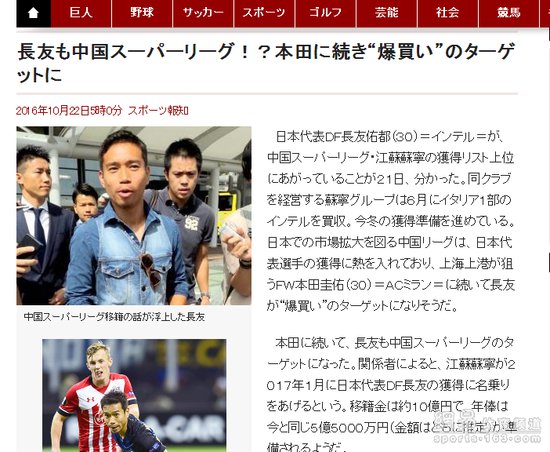 巨人 野球 サッカー スポーツ ゴルフ 芸能 社会 競馬
長友も中国スーパーリーグ！？本田に続き“爆買い”のターゲ
ットに
2016年10月22日5時0分 スポーツ報知
日本代表DF長友佑都（30）＝インテル＝が、
中国スーパーリーグ・江蘇蘇寧の獲得リスト上位
にあがっていることが21日、分かった。同クラブ
を経営する蘇寧グループは6月にイタリア1部の
インテルを買収。今冬の獲得準備を進めている。
日本での市場拡大を図る中国リーグは、日本代
表選手の獲得に熱を入れており、上海上港が狙
うFW本田圭佑（30）＝ACミラン＝に続いて長友
が“爆買い”のターゲットになりそうだ。
中国スーパーリーグ移籍の話が浮上した長友
本田に続いて、長友も中国スーパーリーグのタ
ーゲットになった。関係者によると、江蘇蘇寧が2
017年1月に日本代表DF長友の獲得に名乗り
をあげるという。移籍金は約10億円で、年俸は
今と同じ5億5000万円（金額は
推定）が準
備されるようだ。
sports.163.com